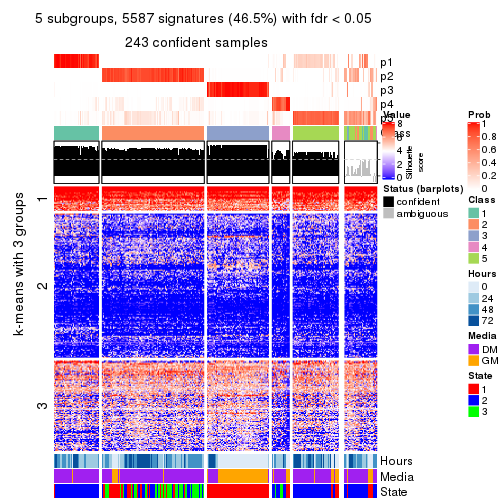 5 subgroups, 5587 signatures (46.5%) with fdr < 0.05
243 confident samples
p1
p2
p3
p4
Value
8
6
4
2
0
Silhouette
score
Status (barplots)
confident
ambiguous
Prob
1
0.8
0.6
0.4
0.2
0
Class
1
2
3
4
5
Hours
0
24
48
72
Media
DM
GM
State
1
2
3
k-means with 3 groups
1
2
3
Hours
Media
State